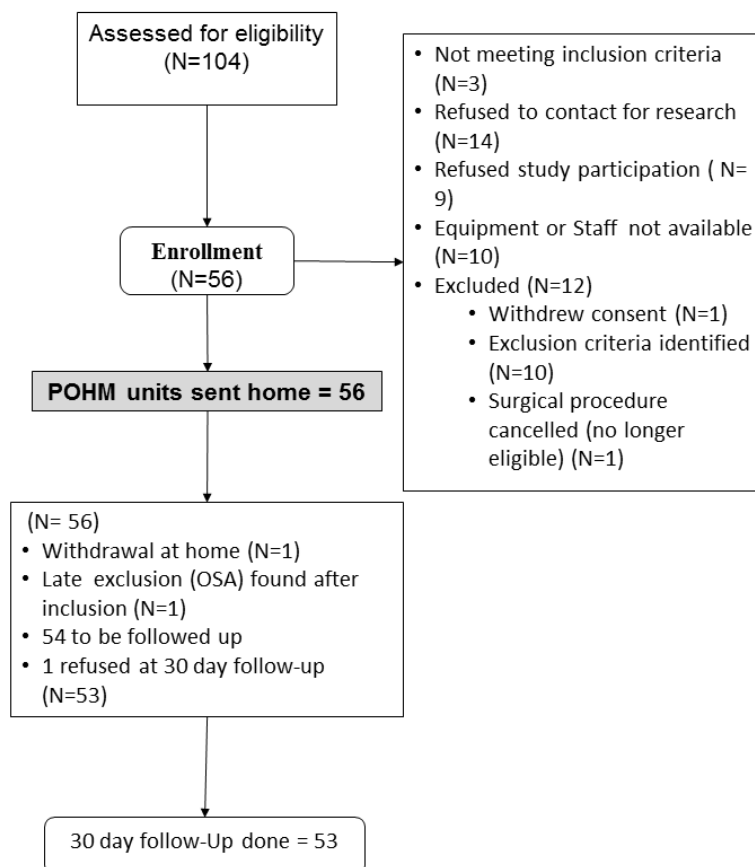 Assessed for eligibility
(N=104)
• Not meeting inclusion criteria
(N=3)
• Refused to contact for research
(N=14)
• Refused study participation ( N=
9)
• Equipment or Staff not available
(N=10)
• Excluded (N=12)
• Withdrew consent (N=1)
• Exclusion criteria identified
(N=10)
• Surgical procedure
cancelled (no longer
eligible) (N=1)
Enrollment
(N=56)
POHM units sent home = 56
(N= 56)
• Withdrawal at home (N=1)
• Late exclusion (OSA) found after
inclusion (N=1)
• 54 to be followed up
• 1 refused at 30 day follow-up
(N=53)
30 day follow-Up done = 53